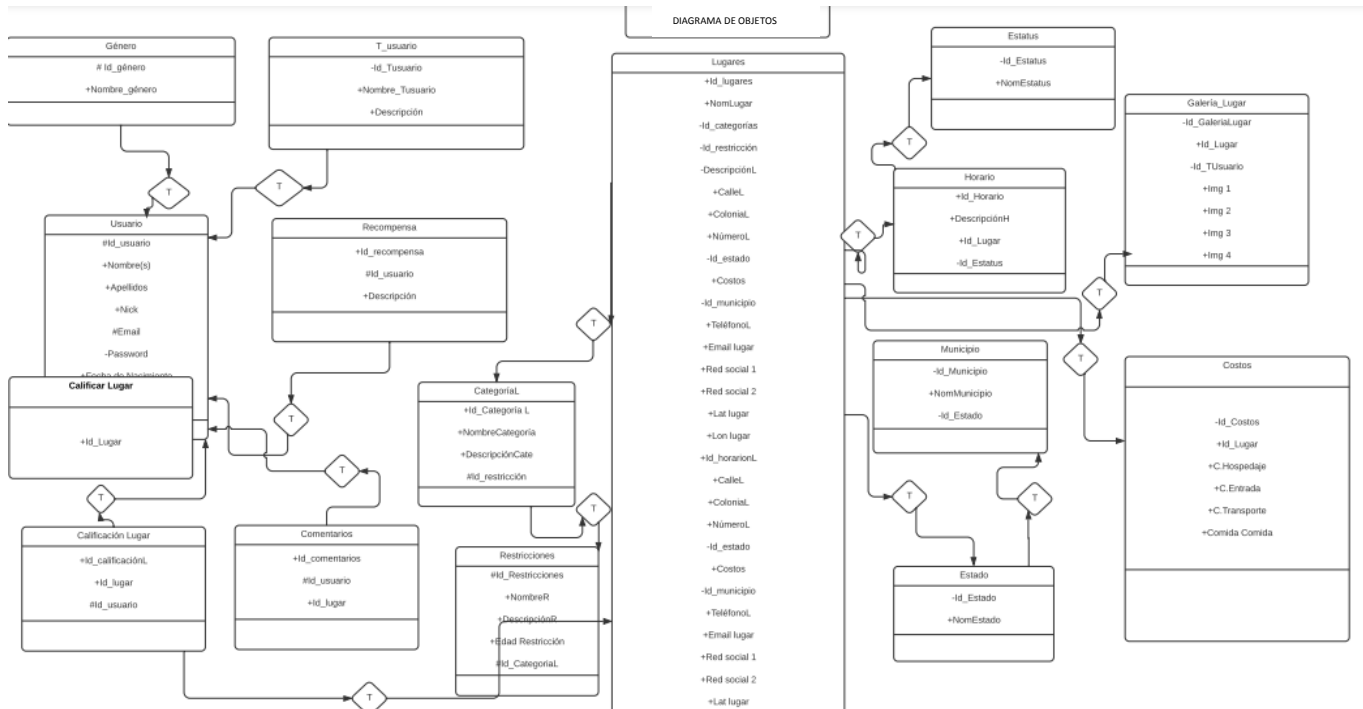 DIAGRAMA DE OBJETOS
Género
# Id_género
+Nombre_género
T_usuario
-Id_Tusuario
+Nombre_Tusuario
+Descripción
T
T
Usuario
#Id_usuario
+Nombre(s)
+Apellidos
+Nick
#Email
-Password
+Fecha de Nacimiento
Calificar Lugar
+Id_Lugar
Recompensa
+Id_recompensa
#Id_usuario
+Descripción
T
T
T
Calificación Lugar
+Id_calificaciónL
+Id_lugar
#Id_usuario
Comentarios
+Id_comentarios
#Id_usuario
+Id_lugar
T
T
CategoríaL
+Id_Categoría L
+NombreCategoría
+DescripciónCate
#Id_restricción
T
Restricciones
#Id_Restricciones
+NombreR
+DescripciónR
+Edad Restricción
#Id_CategoriaL
Lugares
+Id_lugares
+NomLugar
-Id_categorías
-Id_restricción
-DescripciónL
+CalleL
+ColoniaL
+NúmeroL
-Id_estado
+Costos
-Id_municipio
+TeléfonoL
+Email lugar
+Red social 1
+Red social 2
+Lat lugar
+Lon lugar
+Id_horarionL
+CalleL
+ColoniaL
+NúmeroL
-Id_estado
+Costos
-Id_municipio
+TeléfonoL
+Email lugar
+Red social 1
+Red social 2
+Lat lugar
Estatus
-Id_Estatus
+NomEstatus
T
Horario
+Id_Horario
+DescripciónH
+Id_Lugar
-Id_Estatus
T
Galería_Lugar
-Id_GaleriaLugar
+Id_Lugar
-Id_TUsuario
+Img 1
+Img 2
+Img 3
+Img 4
T
T
Municipio
-Id_Municipio
+NomMunicipio
-Id_Estado
T
T
Estado
-Id_Estado
+NomEstado
Costos
-Id_Costos
+Id_Lugar
+C.Hospedaje
+C.Entrada
+C.Transporte
+Comida Comida